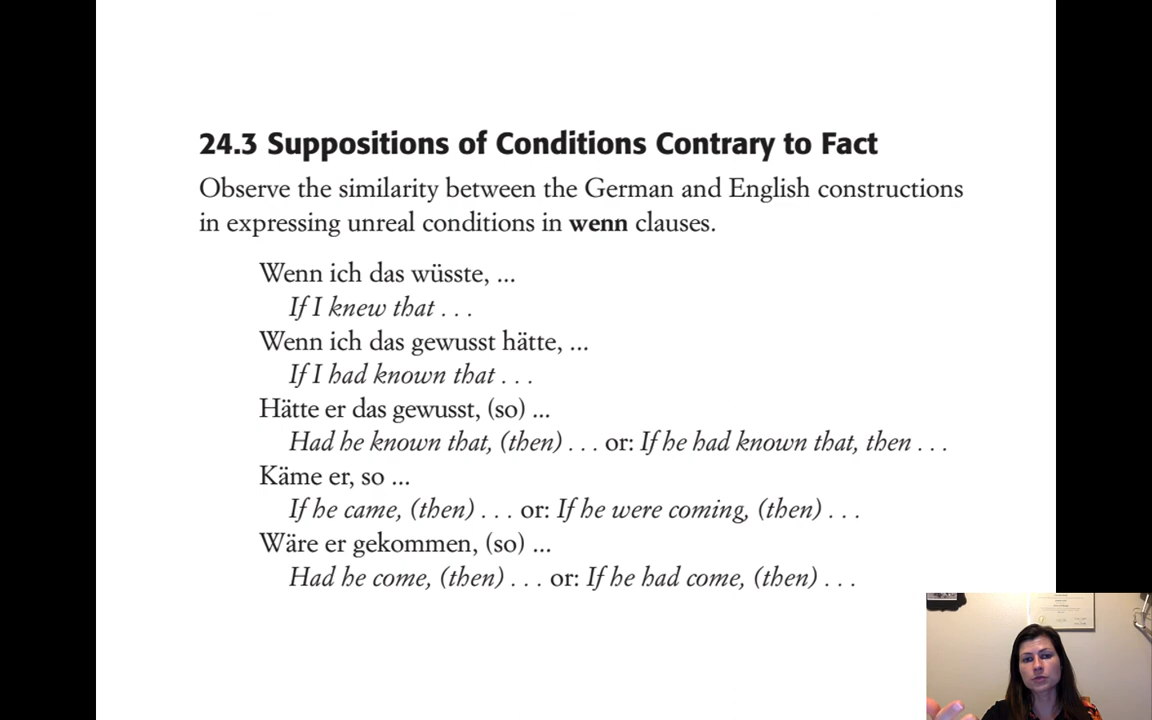 24.3 Suppositions of Conditions Contrary to Fact
Observe the similarity between the German and English constructions
in expressing unreal conditions in wenn clauses.
Wenn ich das wüsste, ...
If I knew that . . .
Wenn ich das gewusst hätte, ...
If I had known that . . .
Hätte er das gewusst, (so) ...
Had he known that, (then) . . . or: If he had known that, then . . .
Käme er, so ...
If he came, (then) . . . or: If he were coming, (then) . . .
Wäre er gekommen, (so) ...
Had he come, (then) . . . or: If he had come, (then) . . .